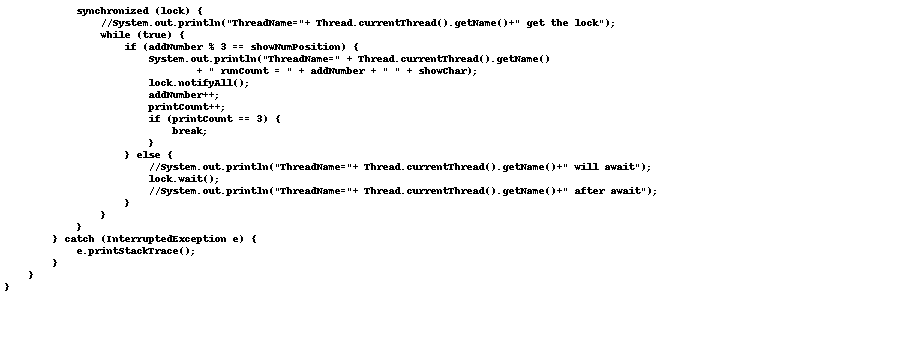 synchronized (lock) {
//System.out.println("ThreadName="+ Thread.currentThread().getName()+" get the lock");
while (true) {
if (addNumber % 3 == showNumPosition) {
System.out.println("ThreadName=" + Thread.currentThread().getName()
+ " runCount = " + addNumber + " " + showChar);
lock.notifyAll();
addNumber++;
printCount++;
if (printCount == 3) {
break;
}
} else {
//System.out.println("ThreadName="+ Thread.currentThread().getName()+" will await");
lock.wait();
//System.out.println("ThreadName="+ Thread.currentThread().getName()+" after await");
}
}
}
} catch (InterruptedException e) {
e.printStackTrace();
}
}
}